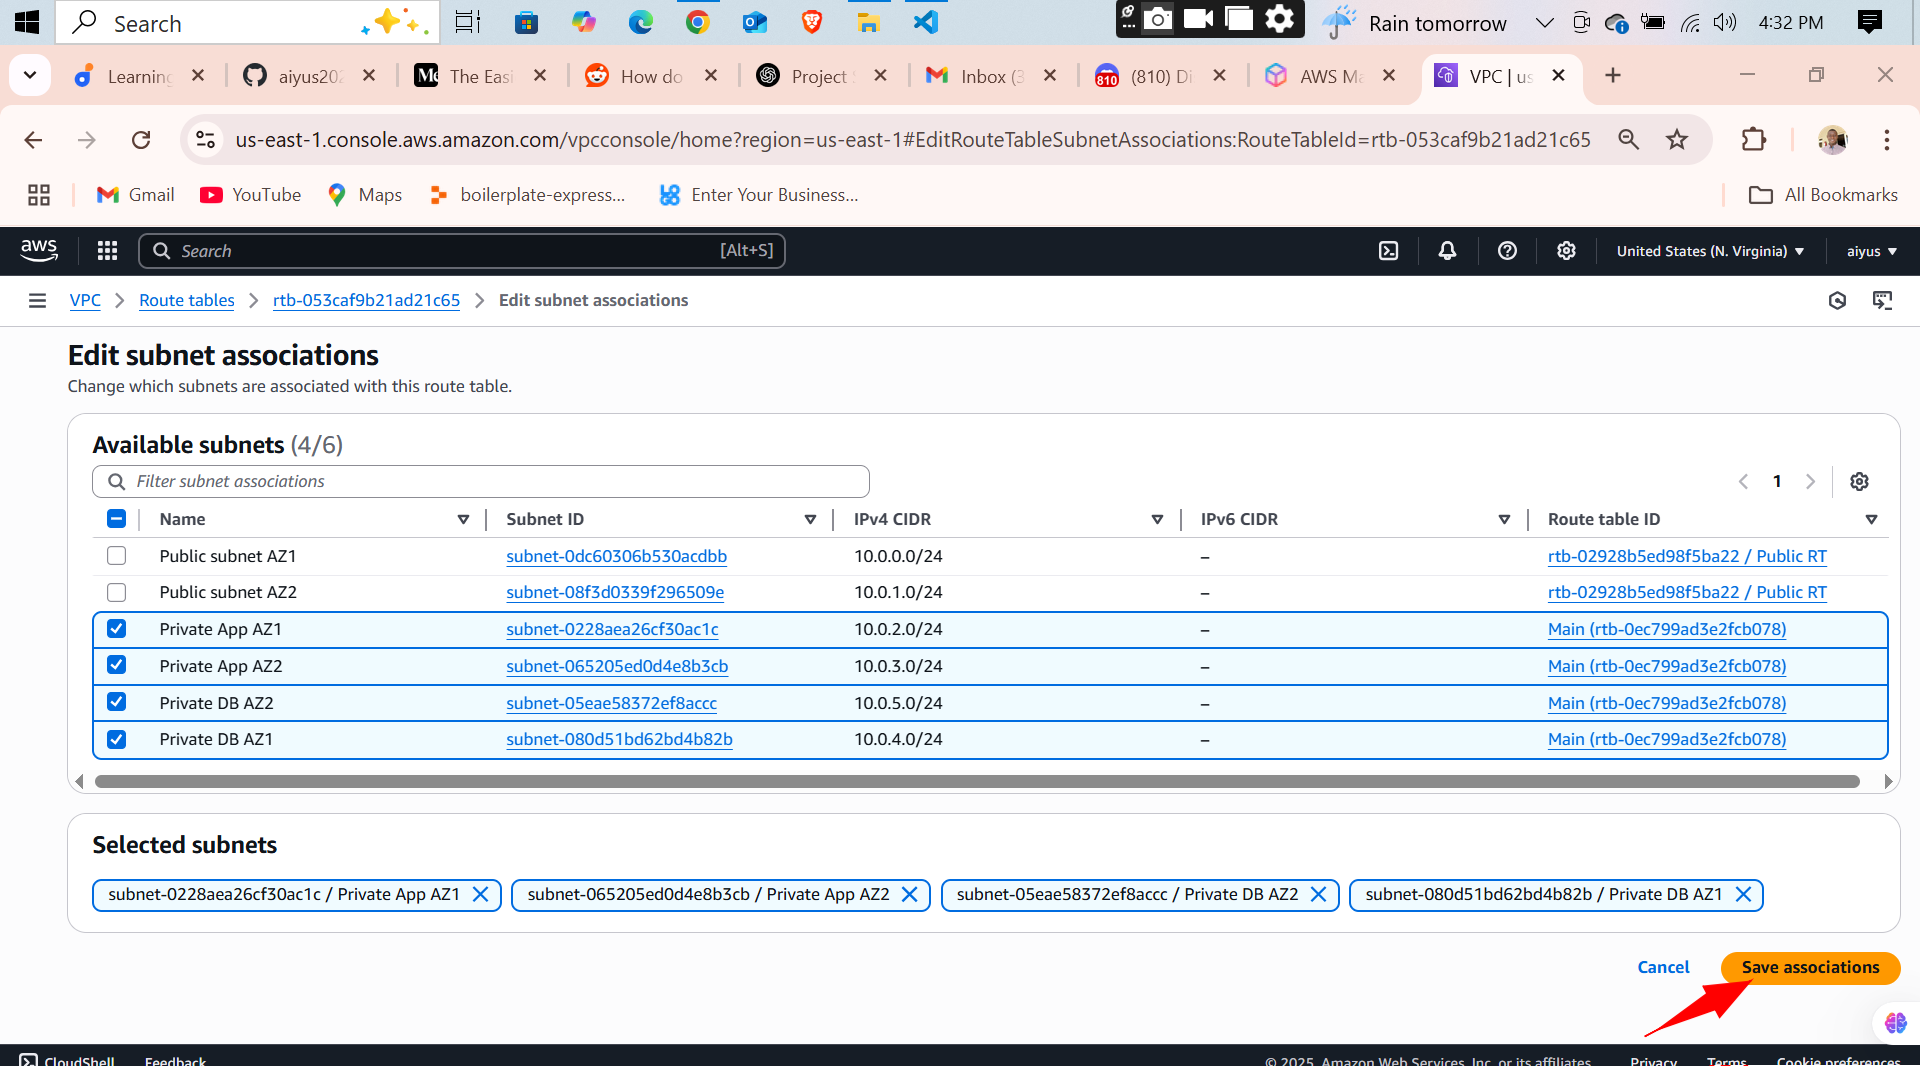 Search
Rain tomorrow
4:32 PM
Learning
aiyus202
The Easi
How do
Project S
Inbox (3
(810) Di
AWS Ma
VPC | us
us-east-1.console.aws.amazon.com/vpcconsole/home?region=us-east-1#EditRouteTableSubnetAssociations:RouteTableId=rtb-053caf9b21ad21c65
Gmail
YouTube
Maps
boilerplate-express...
Enter Your Business...
All Bookmarks
aws
Search
[Alt+S]
United States (N. Virginia)
aiyus
VPC
Route tables
rtb-053caf9b21ad21c65
Edit subnet associations
Edit subnet associations
Change which subnets are associated with this route table.
Available subnets (4/6)
Filter subnet associations
1
Name Subnet ID IPv4 CIDR IPv6 CIDR Route table ID
Public subnet AZ1 subnet-0dc60306b530acdbb 10.0.0.0/24 – rtb-02928b5ed98f5ba22 / Public RT
Public subnet AZ2 subnet-08f3d0339f296509e 10.0.1.0/24 – rtb-02928b5ed98f5ba22 / Public RT
Private App AZ1 subnet-0228aea26cf30ac1c 10.0.2.0/24 – Main (rtb-0ec799ad3e2fcb078)
Private App AZ2 subnet-065205ed0d4e8b3cb 10.0.3.0/24 – Main (rtb-0ec799ad3e2fcb078)
Private DB AZ2 subnet-05eae58372ef8accc 10.0.5.0/24 – Main (rtb-0ec799ad3e2fcb078)
Private DB AZ1 subnet-080d51bd62bd4b82b 10.0.4.0/24 – Main (rtb-0ec799ad3e2fcb078)
Selected subnets
subnet-0228aea26cf30ac1c / Private App AZ1
subnet-065205ed0d4e8b3cb / Private App AZ2
subnet-05eae58372ef8accc / Private DB AZ2
subnet-080d51bd62bd4b82b / Private DB AZ1
Cancel
Save associations
CloudShell
Feedback
© 2025, Amazon Web Services, Inc. or its affiliates.
Privacy
Terms
Cookie preferences